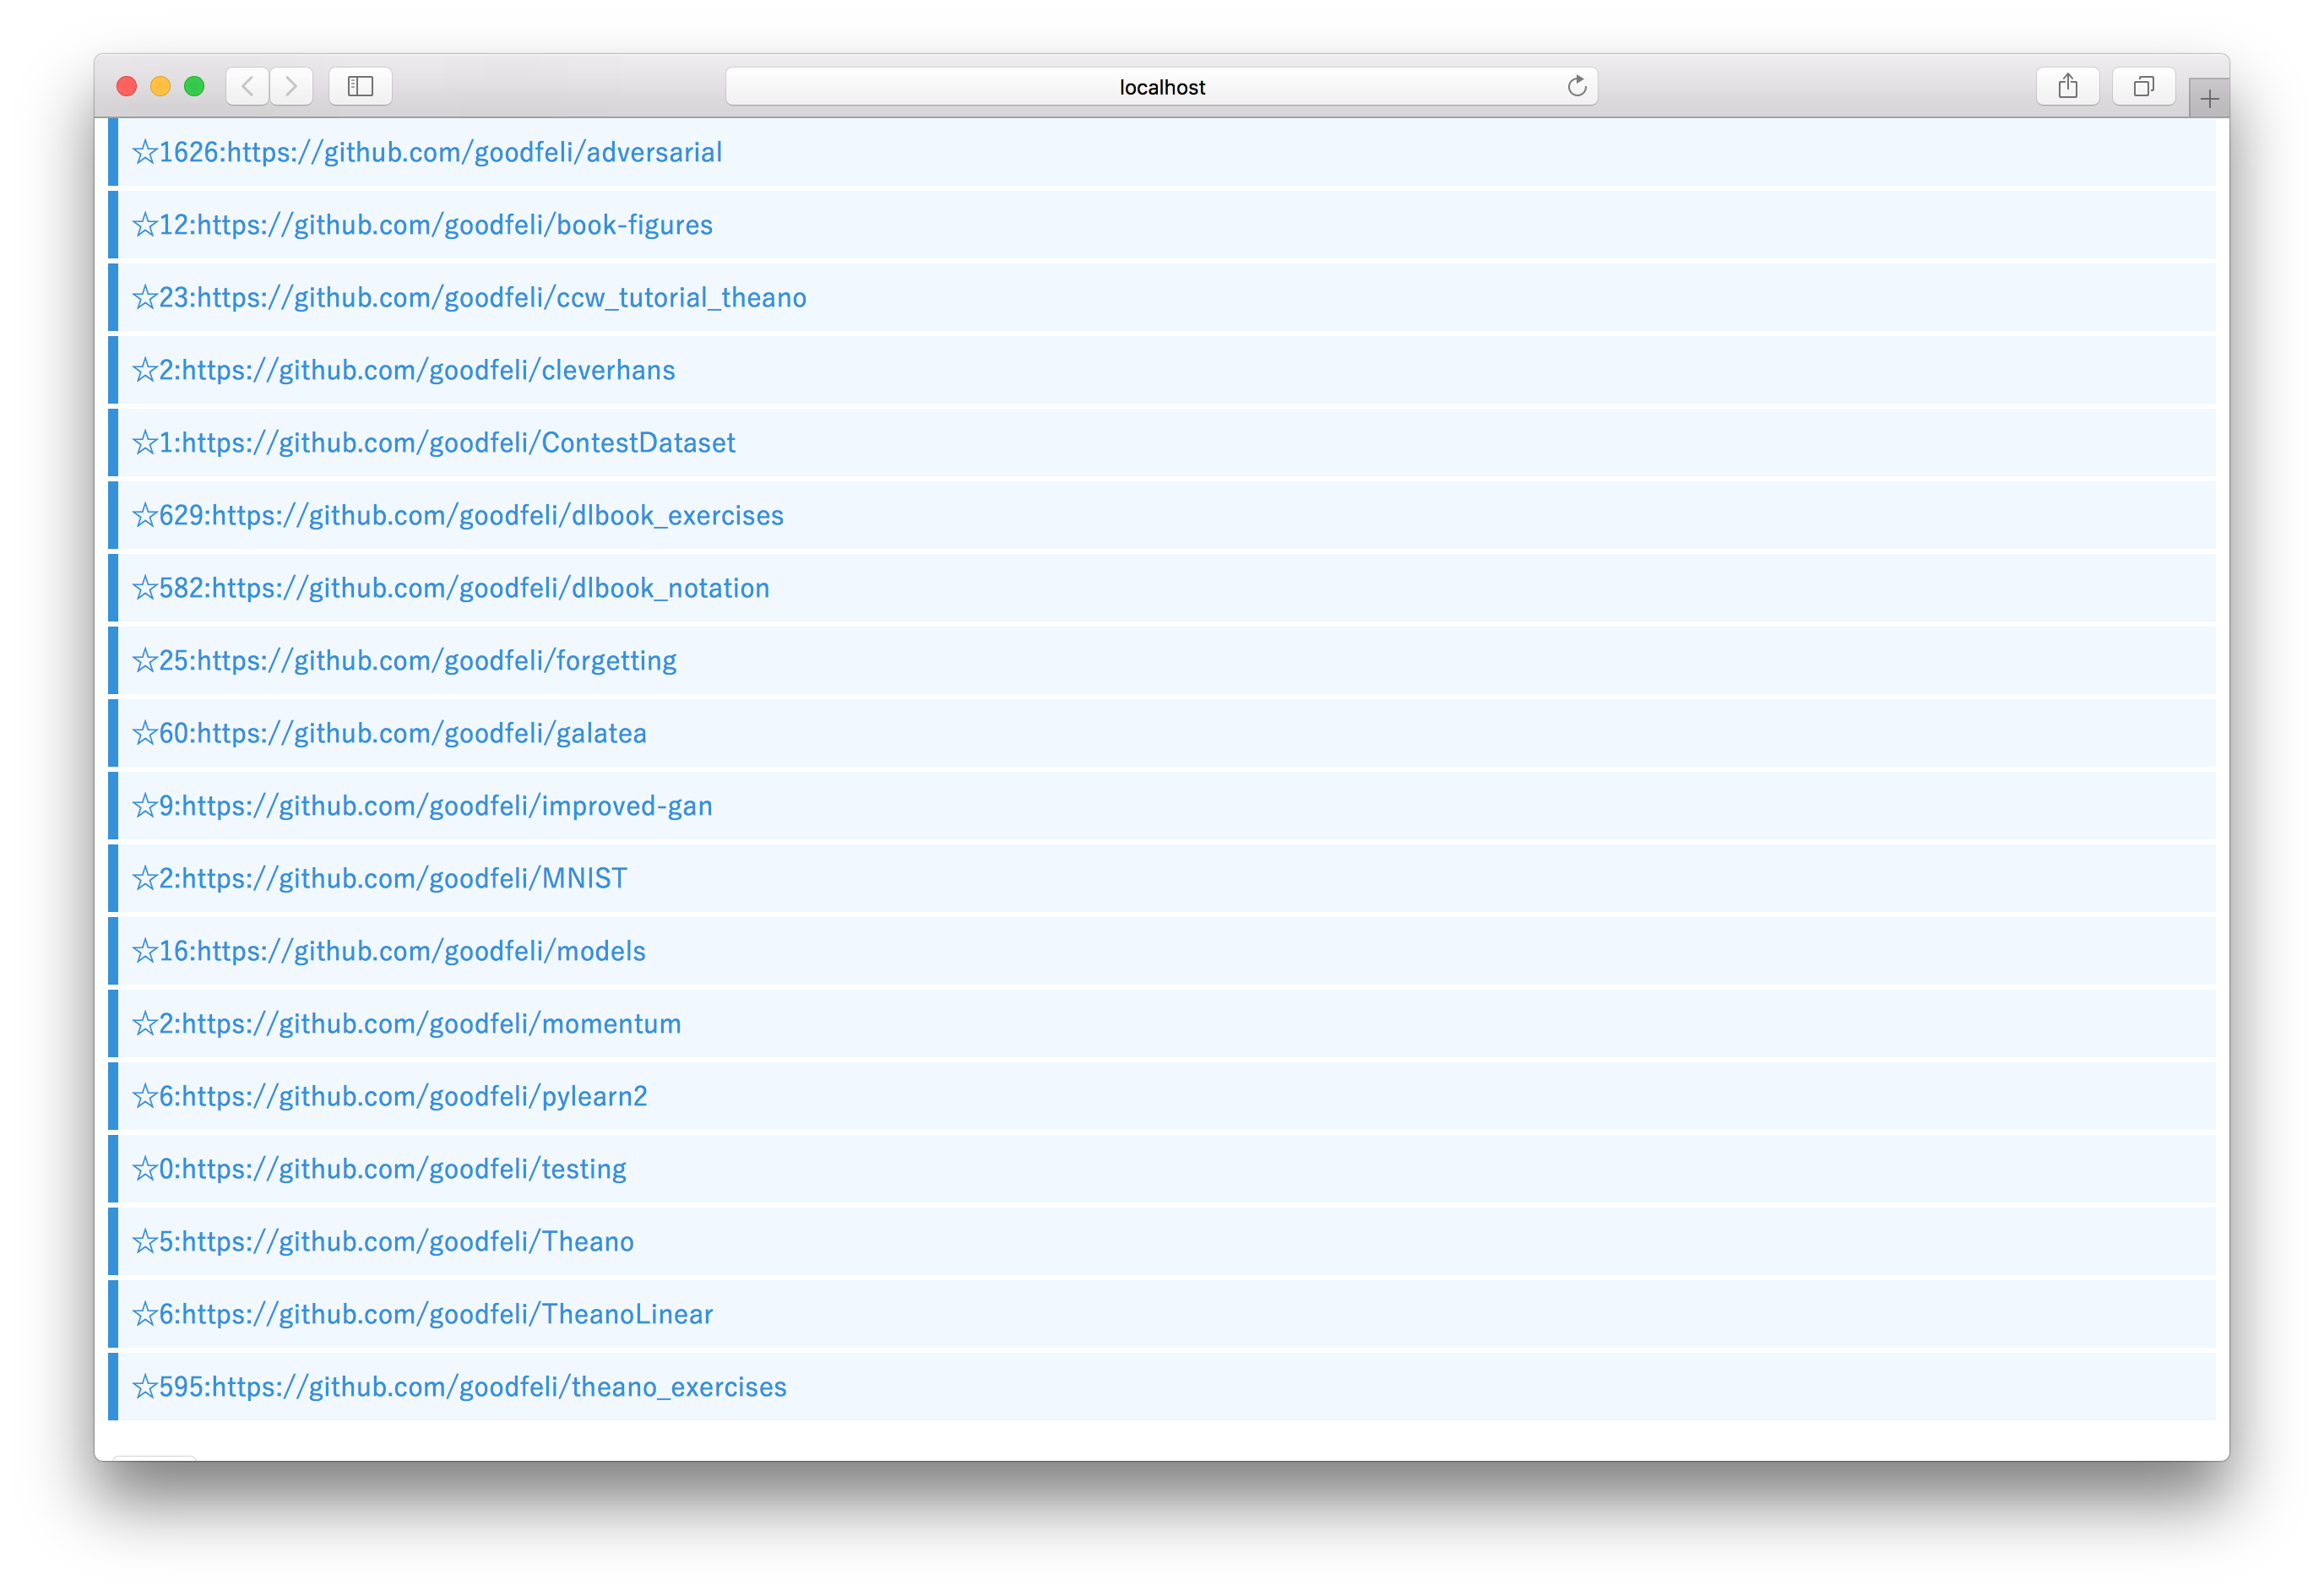 localhost
☆1626:https://github.com/goodfeli/adversarial
☆12:https://github.com/goodfeli/book-figures
☆23:https://github.com/goodfeli/ccw_tutorial_theano
☆2:https://github.com/goodfeli/cleverhans
☆1:https://github.com/goodfeli/ContestDataset
☆629:https://github.com/goodfeli/dlbook_exercises
☆582:https://github.com/goodfeli/dlbook_notation
☆25:https://github.com/goodfeli/forgetting
☆60:https://github.com/goodfeli/galatea
☆9:https://github.com/goodfeli/improved-gan
☆2:https://github.com/goodfeli/MNIST
☆16:https://github.com/goodfeli/models
☆2:https://github.com/goodfeli/momentum
☆6:https://github.com/goodfeli/pylearn2
☆0:https://github.com/goodfeli/testing
☆5:https://github.com/goodfeli/Theano
☆6:https://github.com/goodfeli/TheanoLinear
☆595:https://github.com/goodfeli/theano_exercises